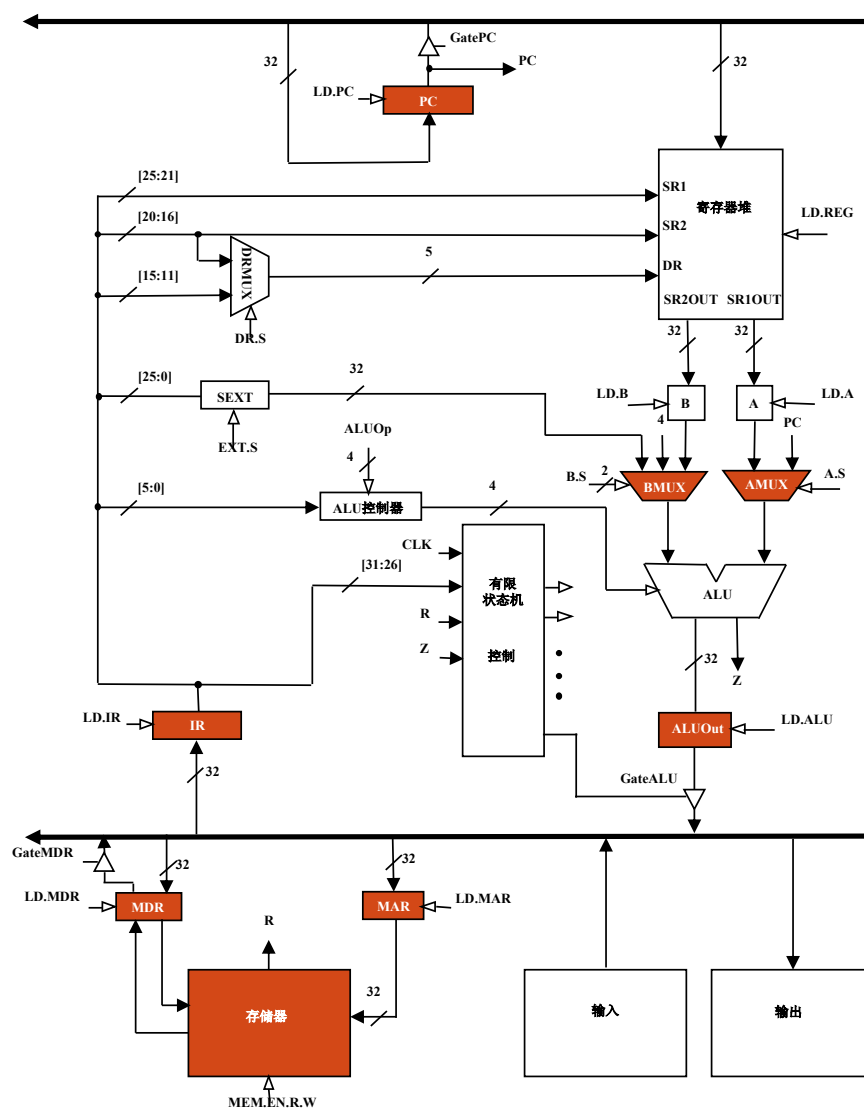 GatePC
32
PC
32
LD.PC
PC
[25:21]
SR1
寄存器堆
LD.REG
[20:16]
SR2
DRMUX
5
[15:11]
DR
SR2OUT
SR1OUT
DR.S
32
32
[25:0]
32
SEXT
LD.B
B
A
LD.A
EXT.S
ALUOp
4
PC
4
B.S
2
BMUX
AMUX
A.S
[5:0]
ALU控制器
4
CLK
[31:26]
有限
状态机
ALU
R
控制
Z
32
Z
LD.IR
IR
ALUOut
LD.ALU
32
GateALU
GateMDR
32
32
LD.MDR
MDR
MAR
LD.MAR
R
32
存储器
输入
输出
MEM.EN.R.W